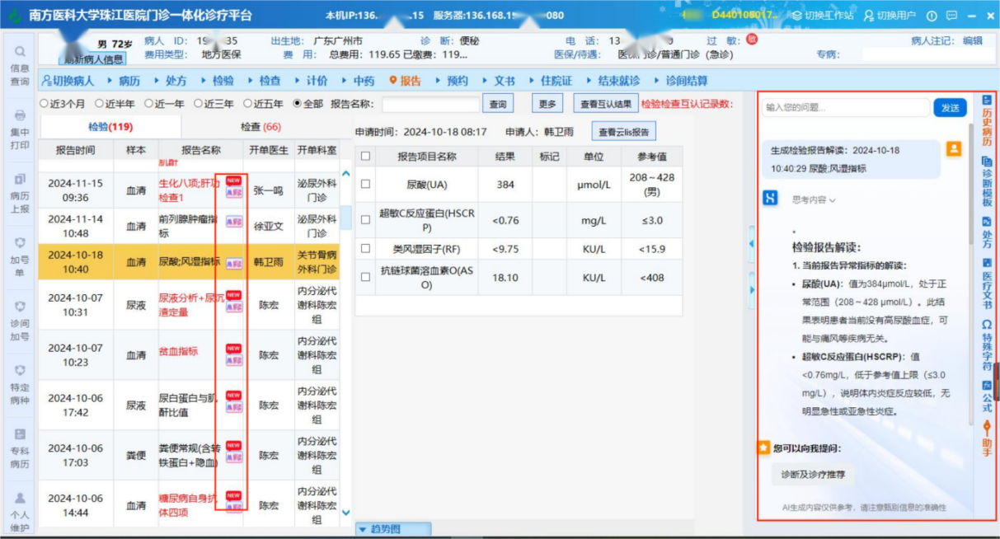 南方医科大学珠江医院门诊一体化诊疗平台
本机IP:136. .15 服务器:136.168.1 080
D440105017.. 切换工作站 切换用户
男 72岁 病人 ID: 35 出生地: 广东广州市 诊 断: 便秘 电 话: 13 0 过 敏: 敏 病人注记: 编辑
刷新病人信息 费用类型: 地方医保 费 用: 总费用: 119.65 已缴费: 119... 医保/待遇: 医保门诊/普通门诊 (急诊) 专病:
切换病人 病历 处方 检验 检查 计价 中药 报告 预约 文书 住院证 结束就诊 诊间结算
信息查询
集中打印
病历上报
加号单
诊间加号
特定病种
专科病历
个人维护
近3个月 近半年 近一年 近三年 近五年 全部 报告名称: 查询 更多 查看互认结果 检验检查互认记录数:
检验(119) 检查 (66)
报告时间 样本 报告名称 开单医生 开单科室
2024-11-15 09:36 血清 生化八项;肝功检查1 NEW 张一鸣 泌尿外科门诊
2024-11-14 10:48 血清 前列腺肿瘤指标 徐亚文 泌尿外科门诊
2024-10-18 10:40 血清 尿酸;风湿指标 韩卫雨 关节骨病外科门诊
2024-10-07 10:31 尿液 尿液分析+尿沉渣定量 NEW 陈宏 内分泌代谢科陈宏组
2024-10-07 10:23 血清 贫血指标 NEW 陈宏 内分泌代谢科陈宏组
2024-10-06 17:42 尿液 尿白蛋白与肌酐比值 NEW 陈宏 内分泌代谢科陈宏组
2024-10-06 17:03 粪便 粪便常规(含转铁蛋白+隐血) NEW 陈宏 内分泌代谢科陈宏组
2024-10-06 14:44 血清 糖尿病自身抗体四项 NEW 陈宏 内分泌代谢科陈宏组
申请时间: 2024-10-18 08:17 申请人: 韩卫雨 查看云lis报告
报告项目名称 结果 标记 单位 参考值
尿酸(UA) 384 μmol/L 208～428 (男)
超敏C反应蛋白(HSCRP) <0.76 mg/L ≤3.0
类风湿因子(RF) <9.75 KU/L <15.9
抗链球菌溶血素O(ASO) 18.10 KU/L <408
趋势图
输入您的问题... 发送
生成检验报告解读: 2024-10-18
10:40:29 尿酸;风湿指标
思考内容
检验报告解读:
1. 当前报告异常指标的解读:
• 尿酸(UA): 值为384μmol/L, 处于正
常范围 (208～428 μmol/L) 。此结
果表明患者当前没有高尿酸血症, 可
能与痛风等疾病无关。
• 超敏C反应蛋白(HSCRP): 值
<0.76mg/L, 低于参考值上限 (≤3.0
mg/L) , 说明体内炎症反应较低, 无
明显急性或亚急性炎症。
您可以向我提问:
诊断及诊疗推荐
AI生成内容仅供参考, 请注意甄别信息的准确性
历史病历
诊断模板
处方
医疗文书
Ω 特殊字符
公式
助手